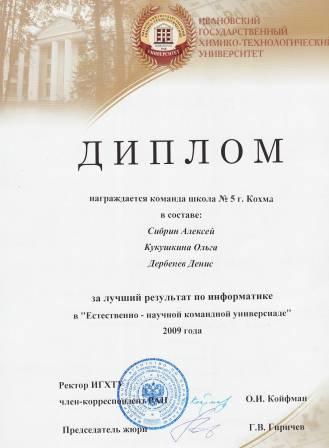 ИВАНОВСКИЙ
ГОСУДАРСТВЕННЫЙ
ХИМИКО-ТЕХНОЛОГИЧЕСКИЙ
УНИВЕРСИТЕТ
УНИВЕРСИТЕТ
ДИПЛОМ
награждается команда школа № 5 г. Кохма
в составе:
Сибрин Алексей
Кукушкина Ольга
Дербенев Денис
за лучший результат по информатике
в "Естественно - научной командной универсиаде"
2009 года
Ректор ИГХТУ
член-корреспондент РАН
О.И. Койфман
Председатель жюри
Г.В. Гиричев